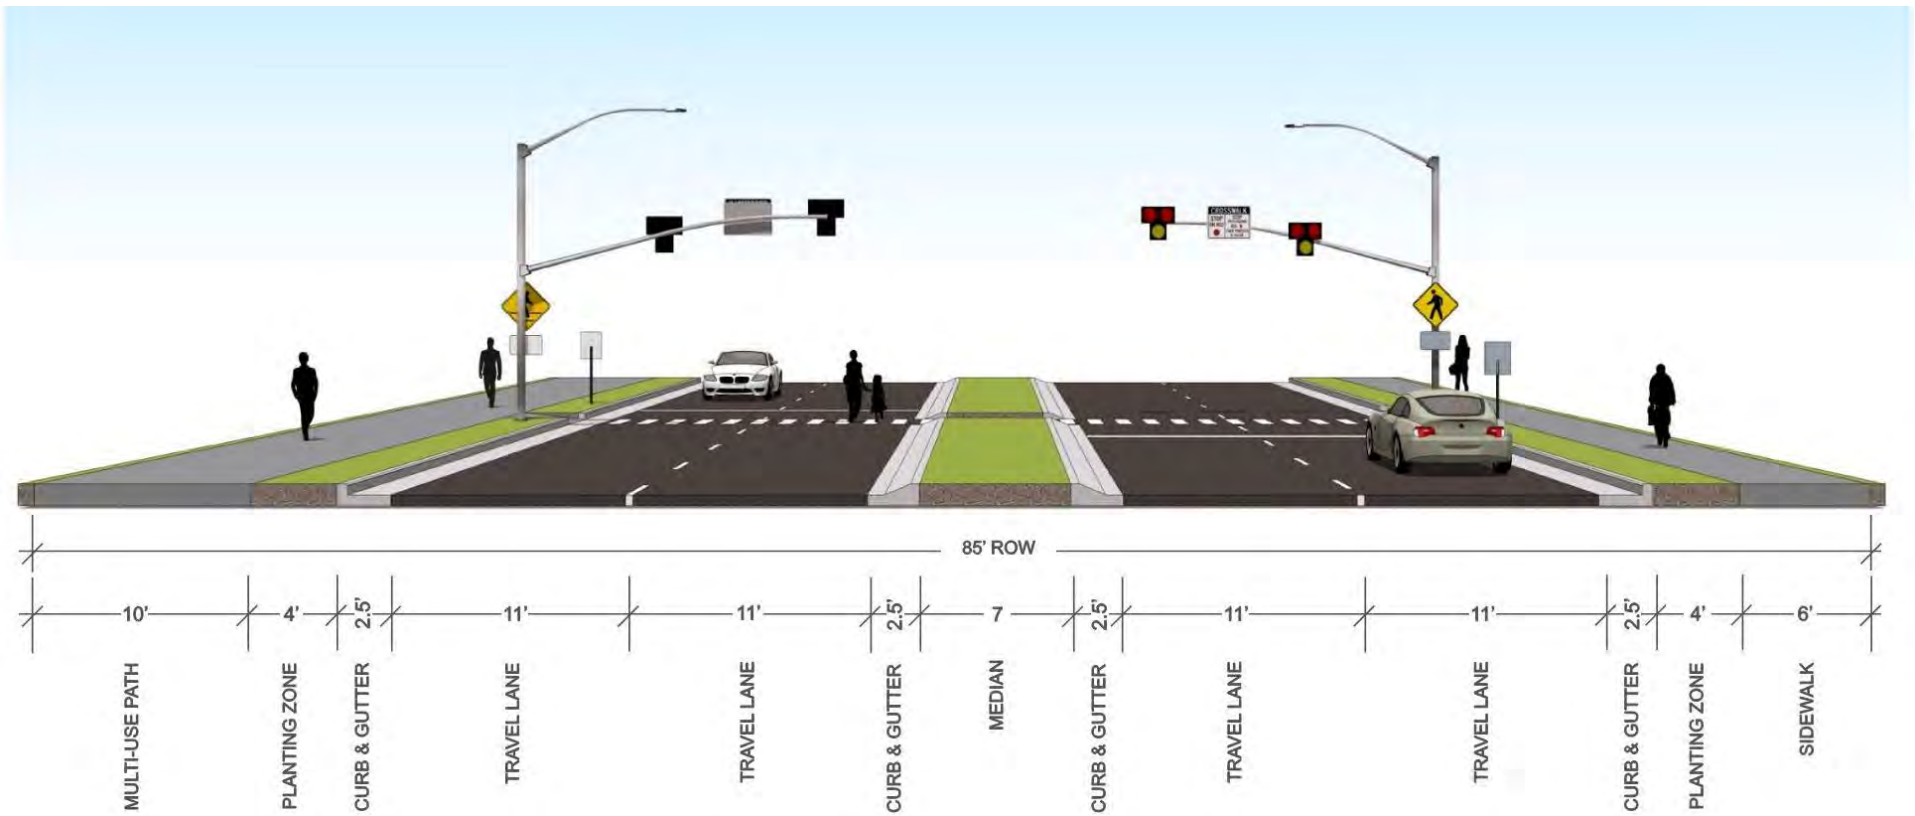 CROSSWALK
85' ROW
10'
4'
2.5'
11'
11'
2.5'
7
2.5'
11'
11'
2.5'
4'
6'
MULTI-USE PATH
PLANTING ZONE
CURB & GUTTER
TRAVEL LANE
TRAVEL LANE
CURB & GUTTER
MEDIAN
CURB & GUTTER
TRAVEL LANE
TRAVEL LANE
CURB & GUTTER
PLANTING ZONE
SIDEWALK